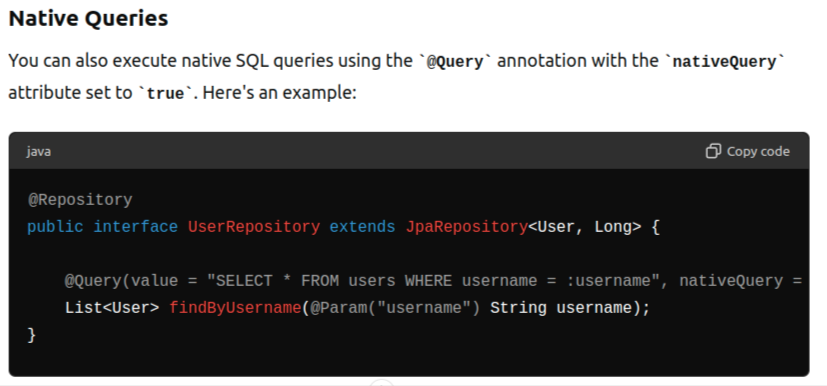 Native Queries
You can also execute native SQL queries using the `@Query` annotation with the `nativeQuery`
attribute set to `true`. Here's an example:
java
Copy code
@Repository
public interface UserRepository extends JpaRepository<User, Long> {
@Query(value = "SELECT * FROM users WHERE username = :username", nativeQuery =
List<User> findByUsername(@Param("username") String username);
}